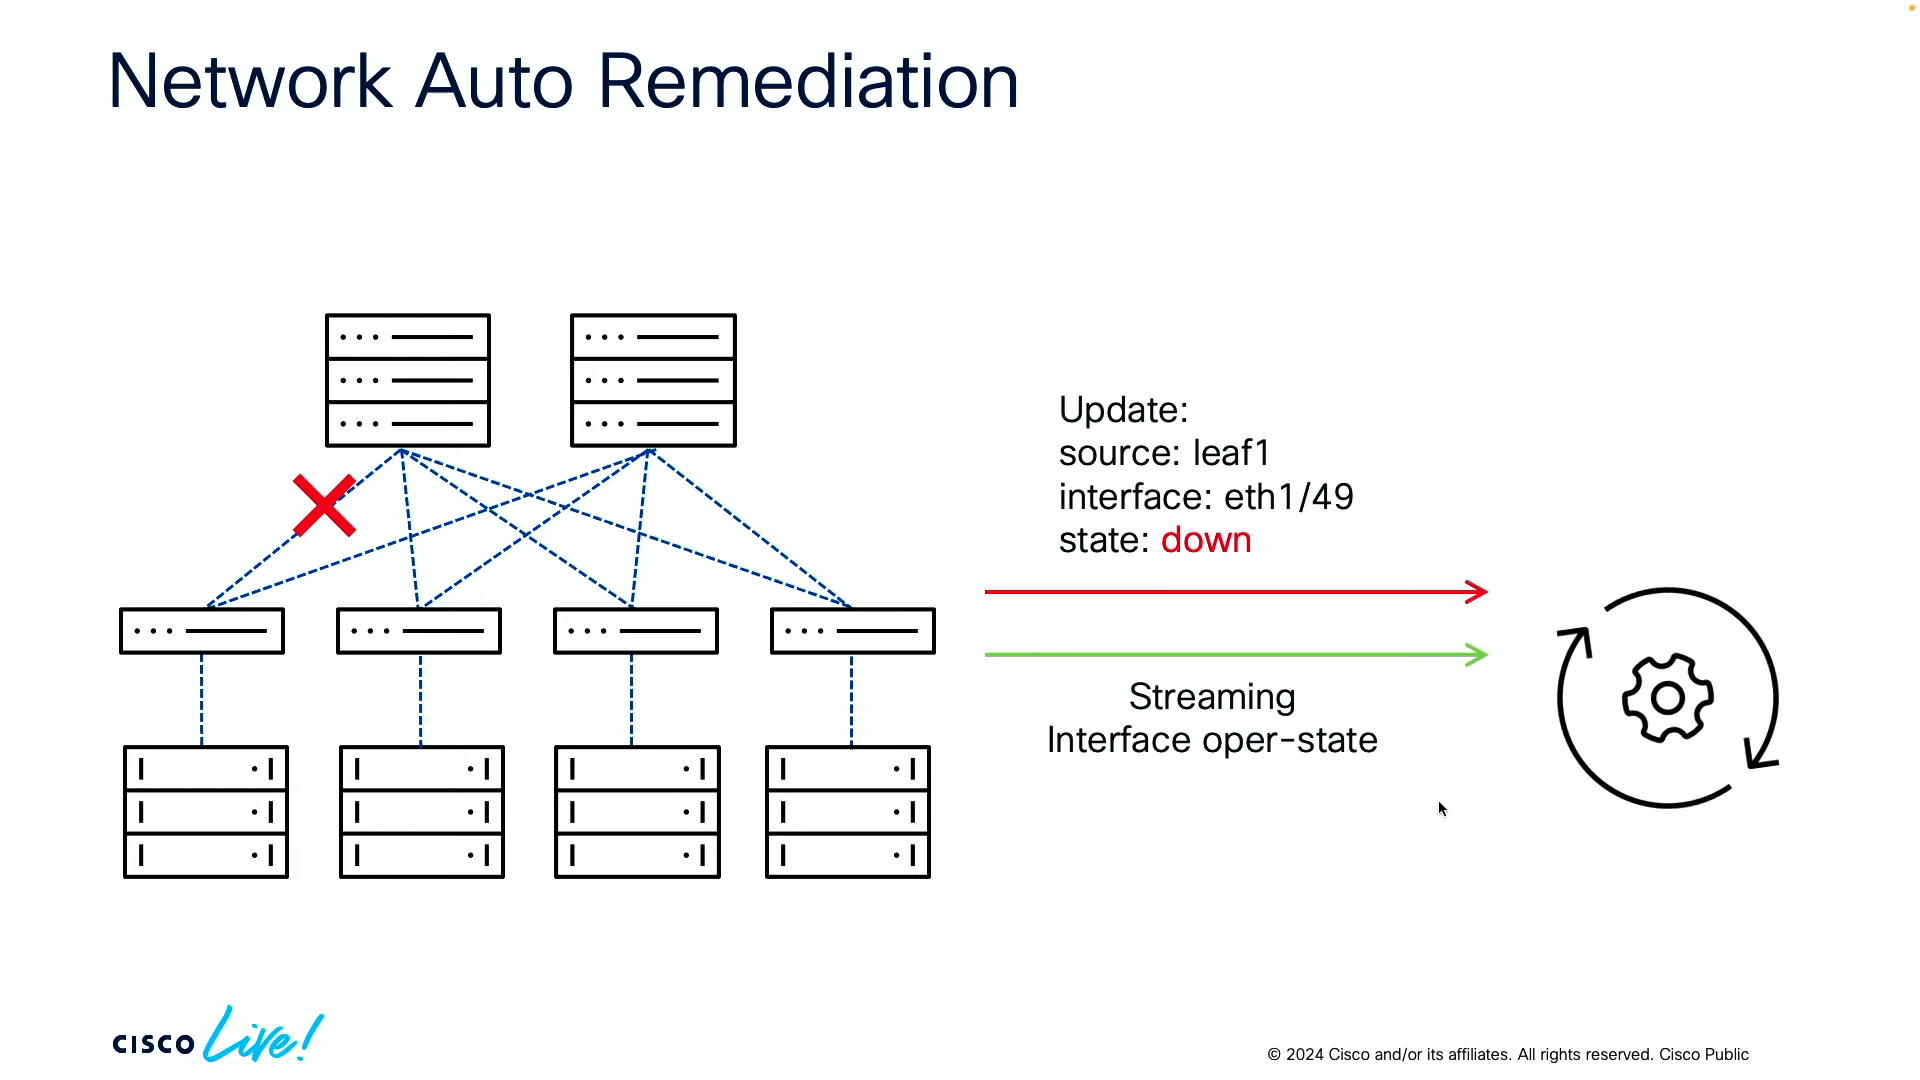 Network Auto Remediation
Update:
source: leaf1
interface: eth1/49
state: down
Streaming
Interface oper-state
CISCO Live!
© 2024 Cisco and/or its affiliates. All rights reserved. Cisco Public